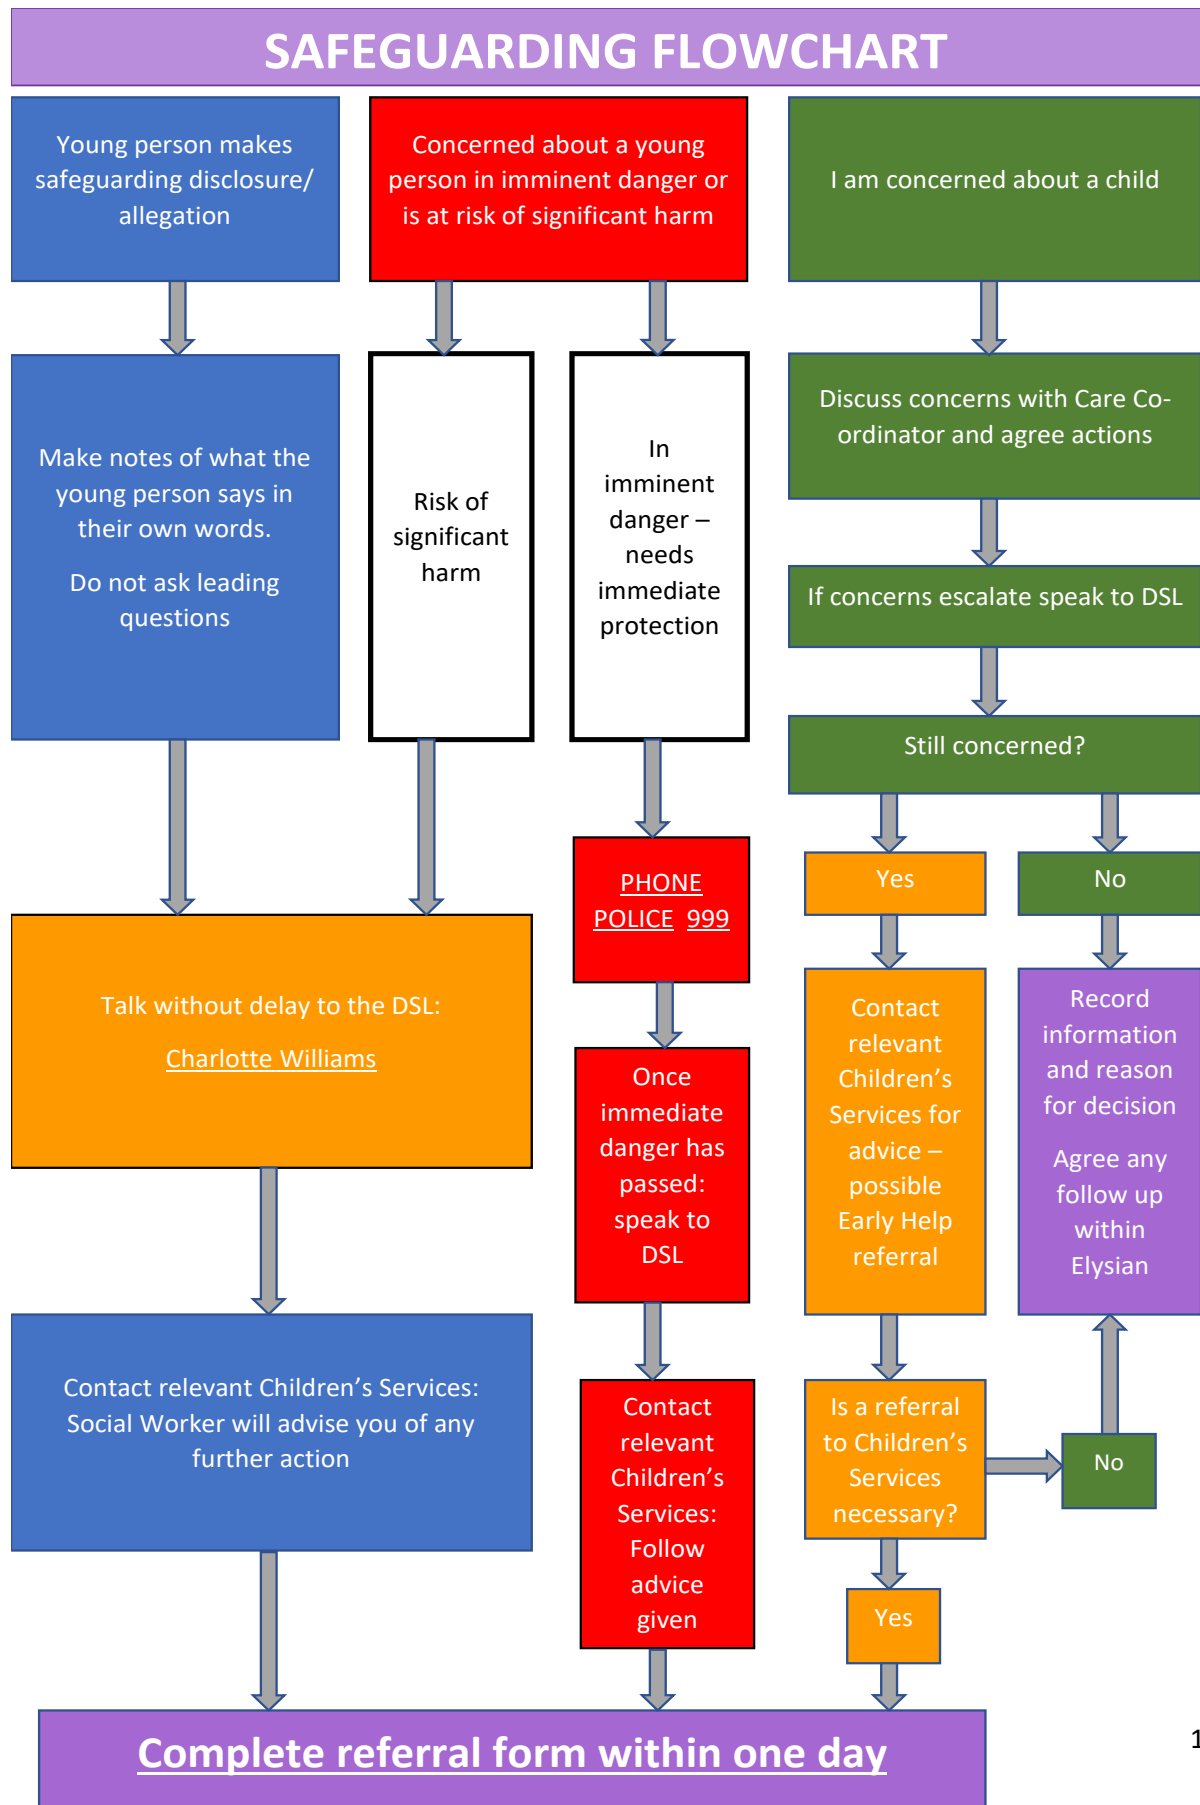 SAFEGUARDING FLOWCHART
Young person makes
safeguarding disclosure/
allegation
Concerned about a young
person in imminent danger or
is at risk of significant harm
I am concerned about a child
Make notes of what the
young person says in
their own words.
Do not ask leading
questions
Risk of
significant
harm
In
imminent
danger –
needs
immediate
protection
Discuss concerns with Care Co-
ordinator and agree actions
If concerns escalate speak to DSL
Still concerned?
PHONE
POLICE 999
Yes
No
Talk without delay to the DSL:
Charlotte Williams
Once
immediate
danger has
passed:
speak to
DSL
Contact
relevant
Children’s
Services for
advice –
possible
Early Help
referral
Record
information
and reason
for decision
Agree any
follow up
within
Elysian
Contact relevant Children’s Services:
Social Worker will advise you of any
further action
Contact
relevant
Children’s
Services:
Follow
advice
given
Is a referral
to Children’s
Services
necessary?
No
Yes
Complete referral form within one day
1